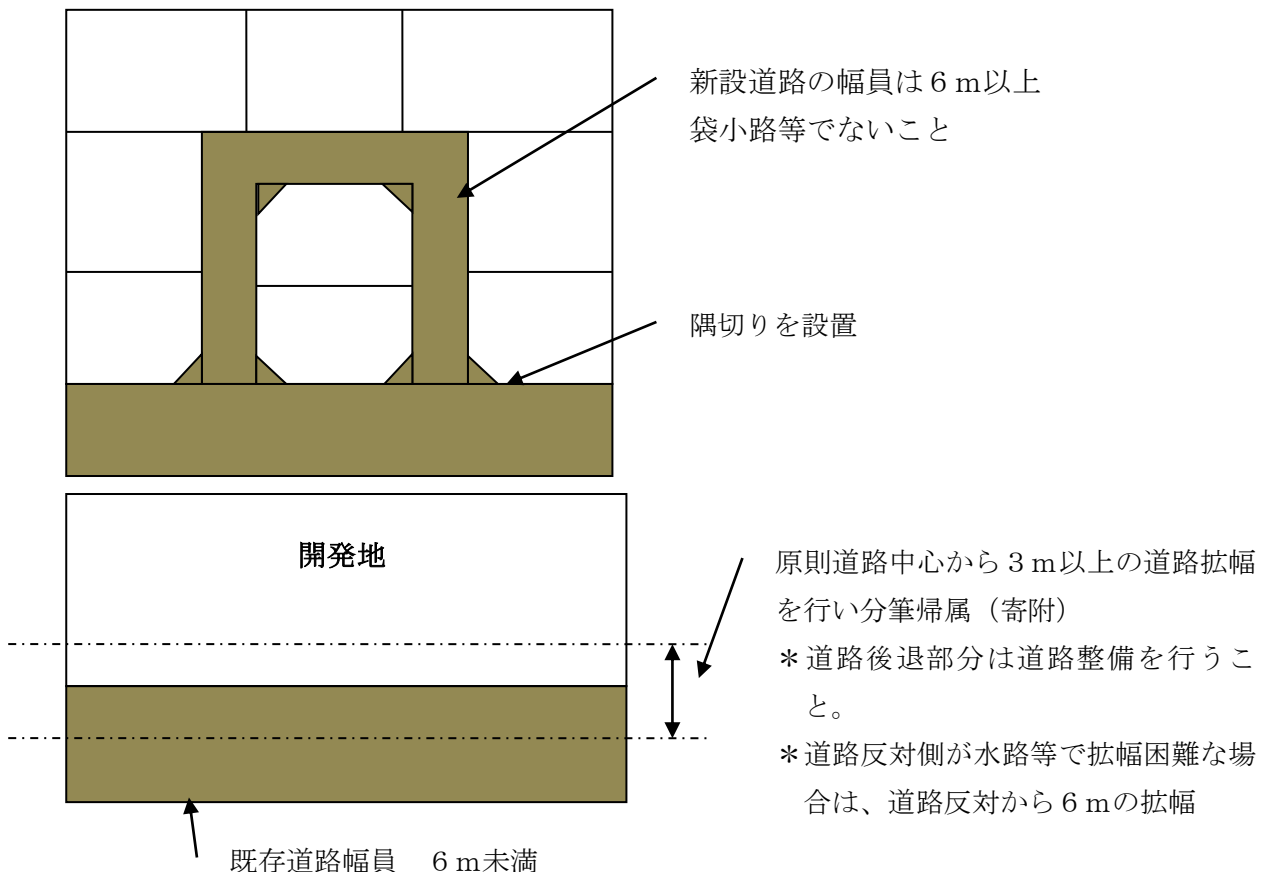 新設道路の幅員は６ｍ以上
袋小路等でないこと
隅切りを設置
開発地
原則道路中心から３ｍ以上の道路拡幅
を行い分筆帰属（寄附）
＊道路後退部分は道路整備を行うこ
と。
＊道路反対側が水路等で拡幅困難な場
合は、道路反対から６ｍの拡幅
既存道路幅員　６ｍ未満